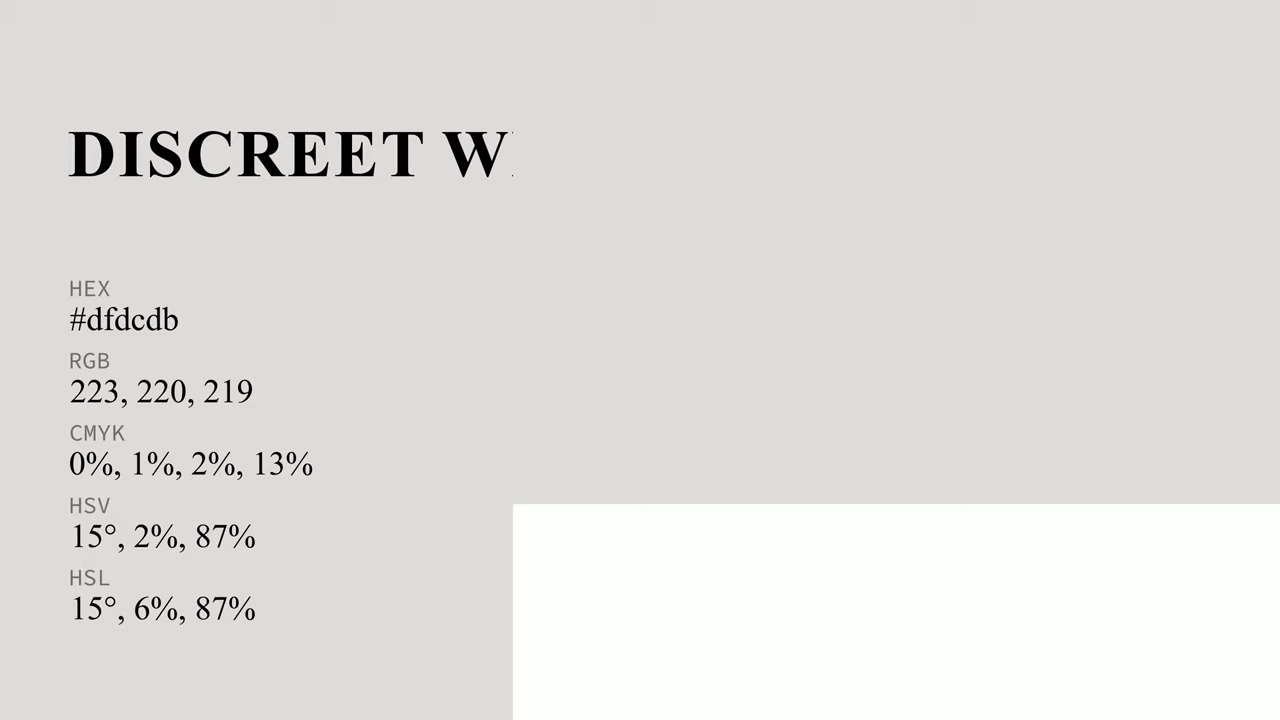 DISCREET W
HEX
#dfdcdb
RGB
223, 220, 219
CMYK
0%, 1%, 2%, 13%
HSV
15°, 2%, 87%
HSL
15°, 6%, 87%